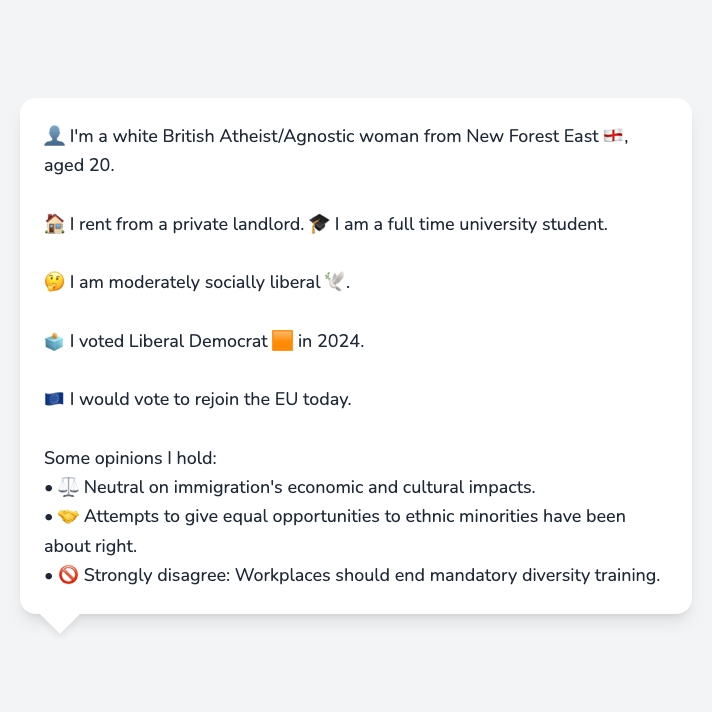 👤 I'm a white British Atheist/Agnostic woman from New Forest East 🏴󠁧󠁢󠁥󠁮󠁧󠁿,
aged 20.
🏠 I rent from a private landlord. 🎓 I am a full time university student.
🤔 I am moderately socially liberal 🕊️.
🗳️ I voted Liberal Democrat 🟧 in 2024.
🇪🇺 I would vote to rejoin the EU today.
Some opinions I hold:
• ⚖️ Neutral on immigration's economic and cultural impacts.
• 🤝 Attempts to give equal opportunities to ethnic minorities have been
about right.
• 🚫 Strongly disagree: Workplaces should end mandatory diversity training.